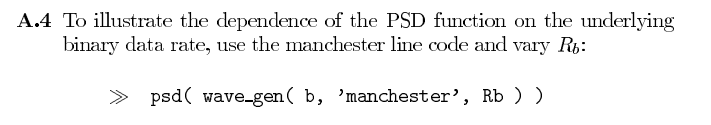 A.4 To illustrate the dependence of the PSD function on the underlying
binary data rate, use the manchester line code and vary R_b:
≫ psd( wave_gen( b, ’manchester’, Rb ) )